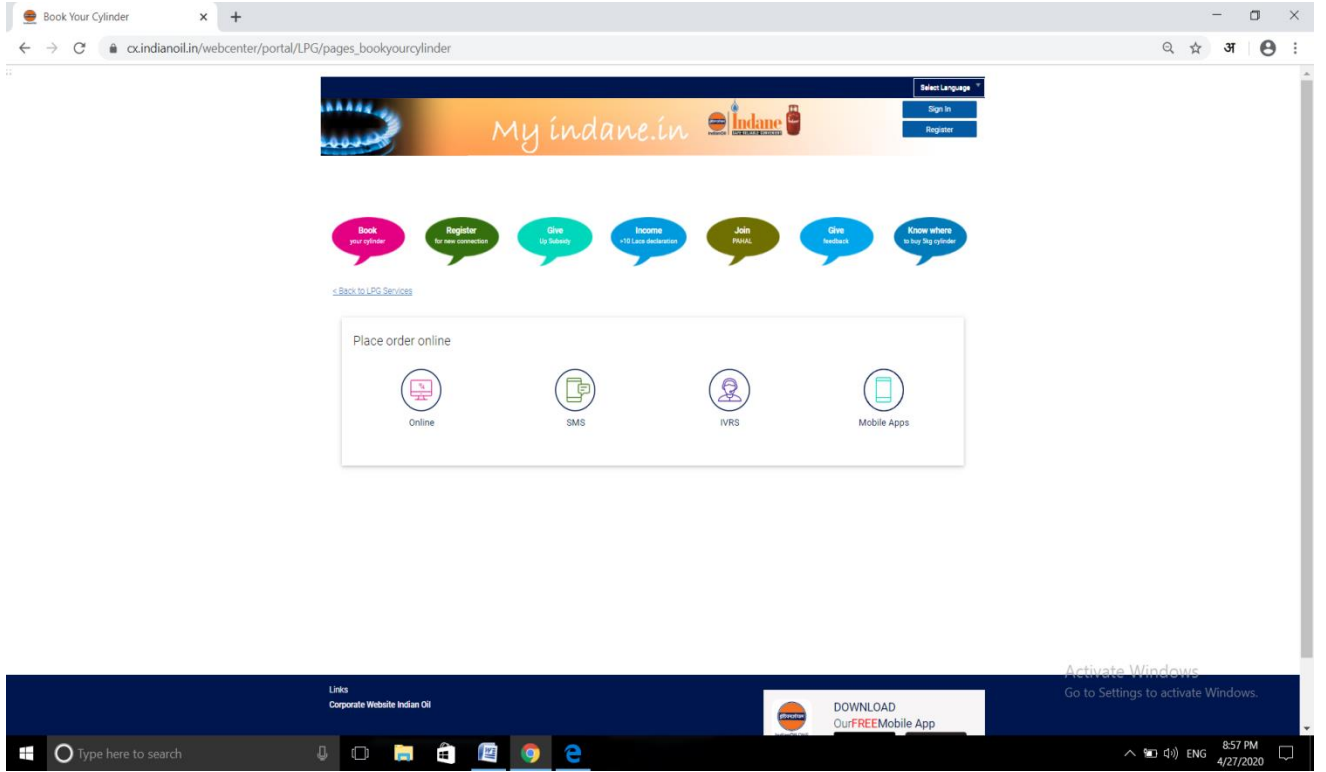 Book Your Cylinder
cx.indianoil.in/webcenter/portal/LPG/pages_bookyourcylinder
अ
Select Language
My indane.in
Indane
Sign In
Register
Book
your cylinder
Register
for new connection
Give
Up Subsidy
Income
+10 Lacs declaration
Join
PAHAL
Give
feedback
Know where
to buy 5kg cylinder
< Back to LPG Services
Place order online
Online
SMS
IVRS
Mobile Apps
Activate Windows
Go to Settings to activate Windows.
Links
Corporate Website Indian Oil
DOWNLOAD
OurFREEMobile App
Type here to search
ENG
8:57 PM
4/27/2020